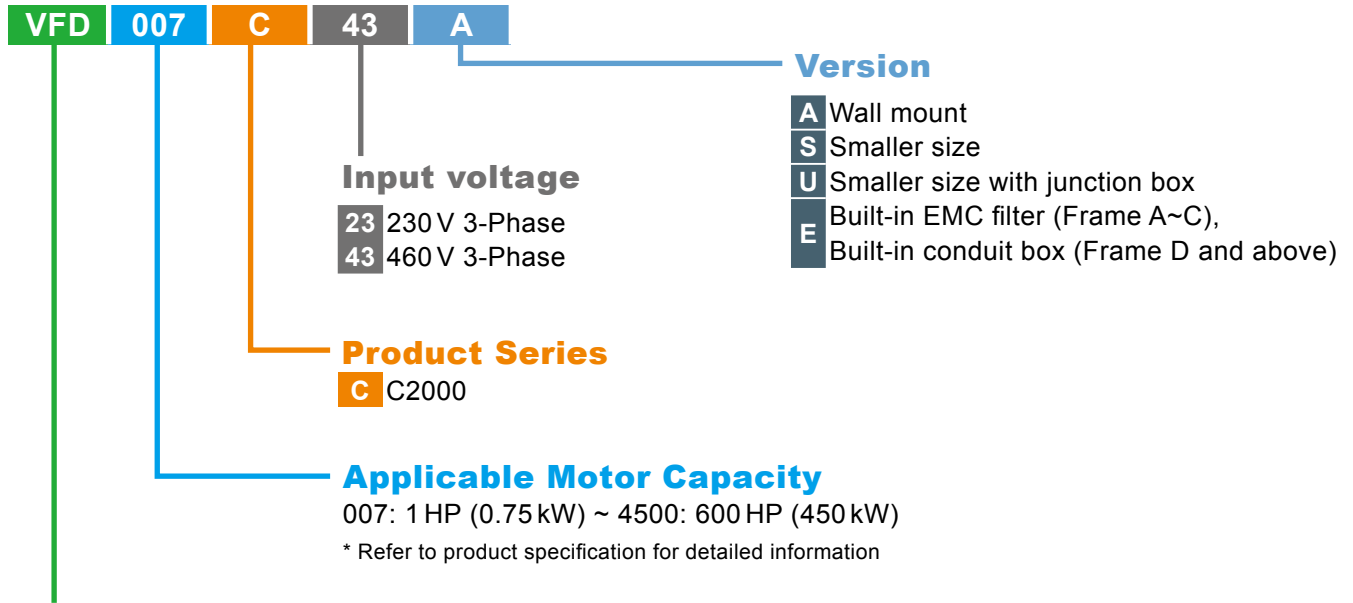 VFD 007 C 43 A
Version
A Wall mount
S Smaller size
U Smaller size with junction box
E Built-in EMC filter (Frame A~C),
Built-in conduit box (Frame D and above)
Input voltage
23 230 V 3-Phase
43 460 V 3-Phase
Product Series
C C2000
Applicable Motor Capacity
007: 1 HP (0.75 kW) ~ 4500: 600 HP (450 kW)
* Refer to product specification for detailed information